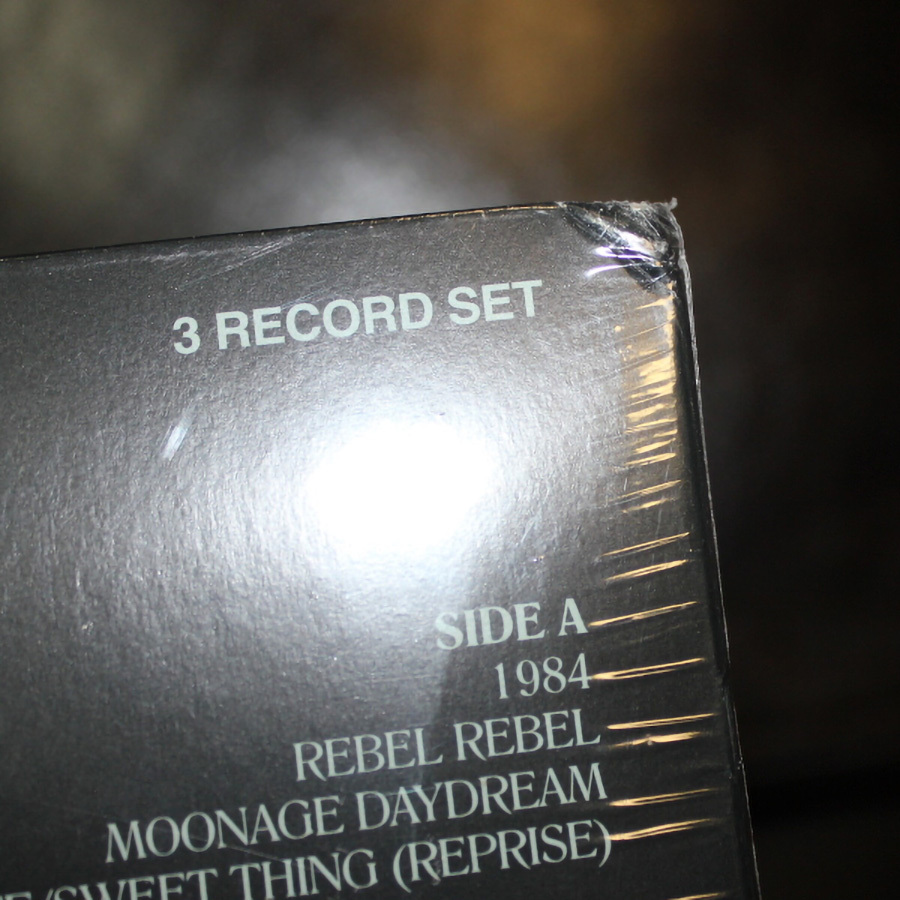 3 RECORD SET
SIDE A
1984
REBEL REBEL
MOONAGE DAYDREAM
/SWEET THING (REPRISE)